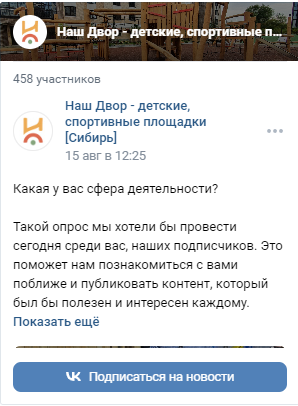 Наш Двор - детские, спортивные п...
458 участников
Наш Двор - детские,
спортивные площадки
[Сибирь]
15 авг в 12:25
Какая у вас сфера деятельности?
Такой опрос мы хотели бы провести
сегодня среди вас, наших подписчиков. Это
поможет нам познакомиться с вами
поближе и публиковать контент, который
был бы полезен и интересен каждому.
Показать ещё
Подписаться на новости